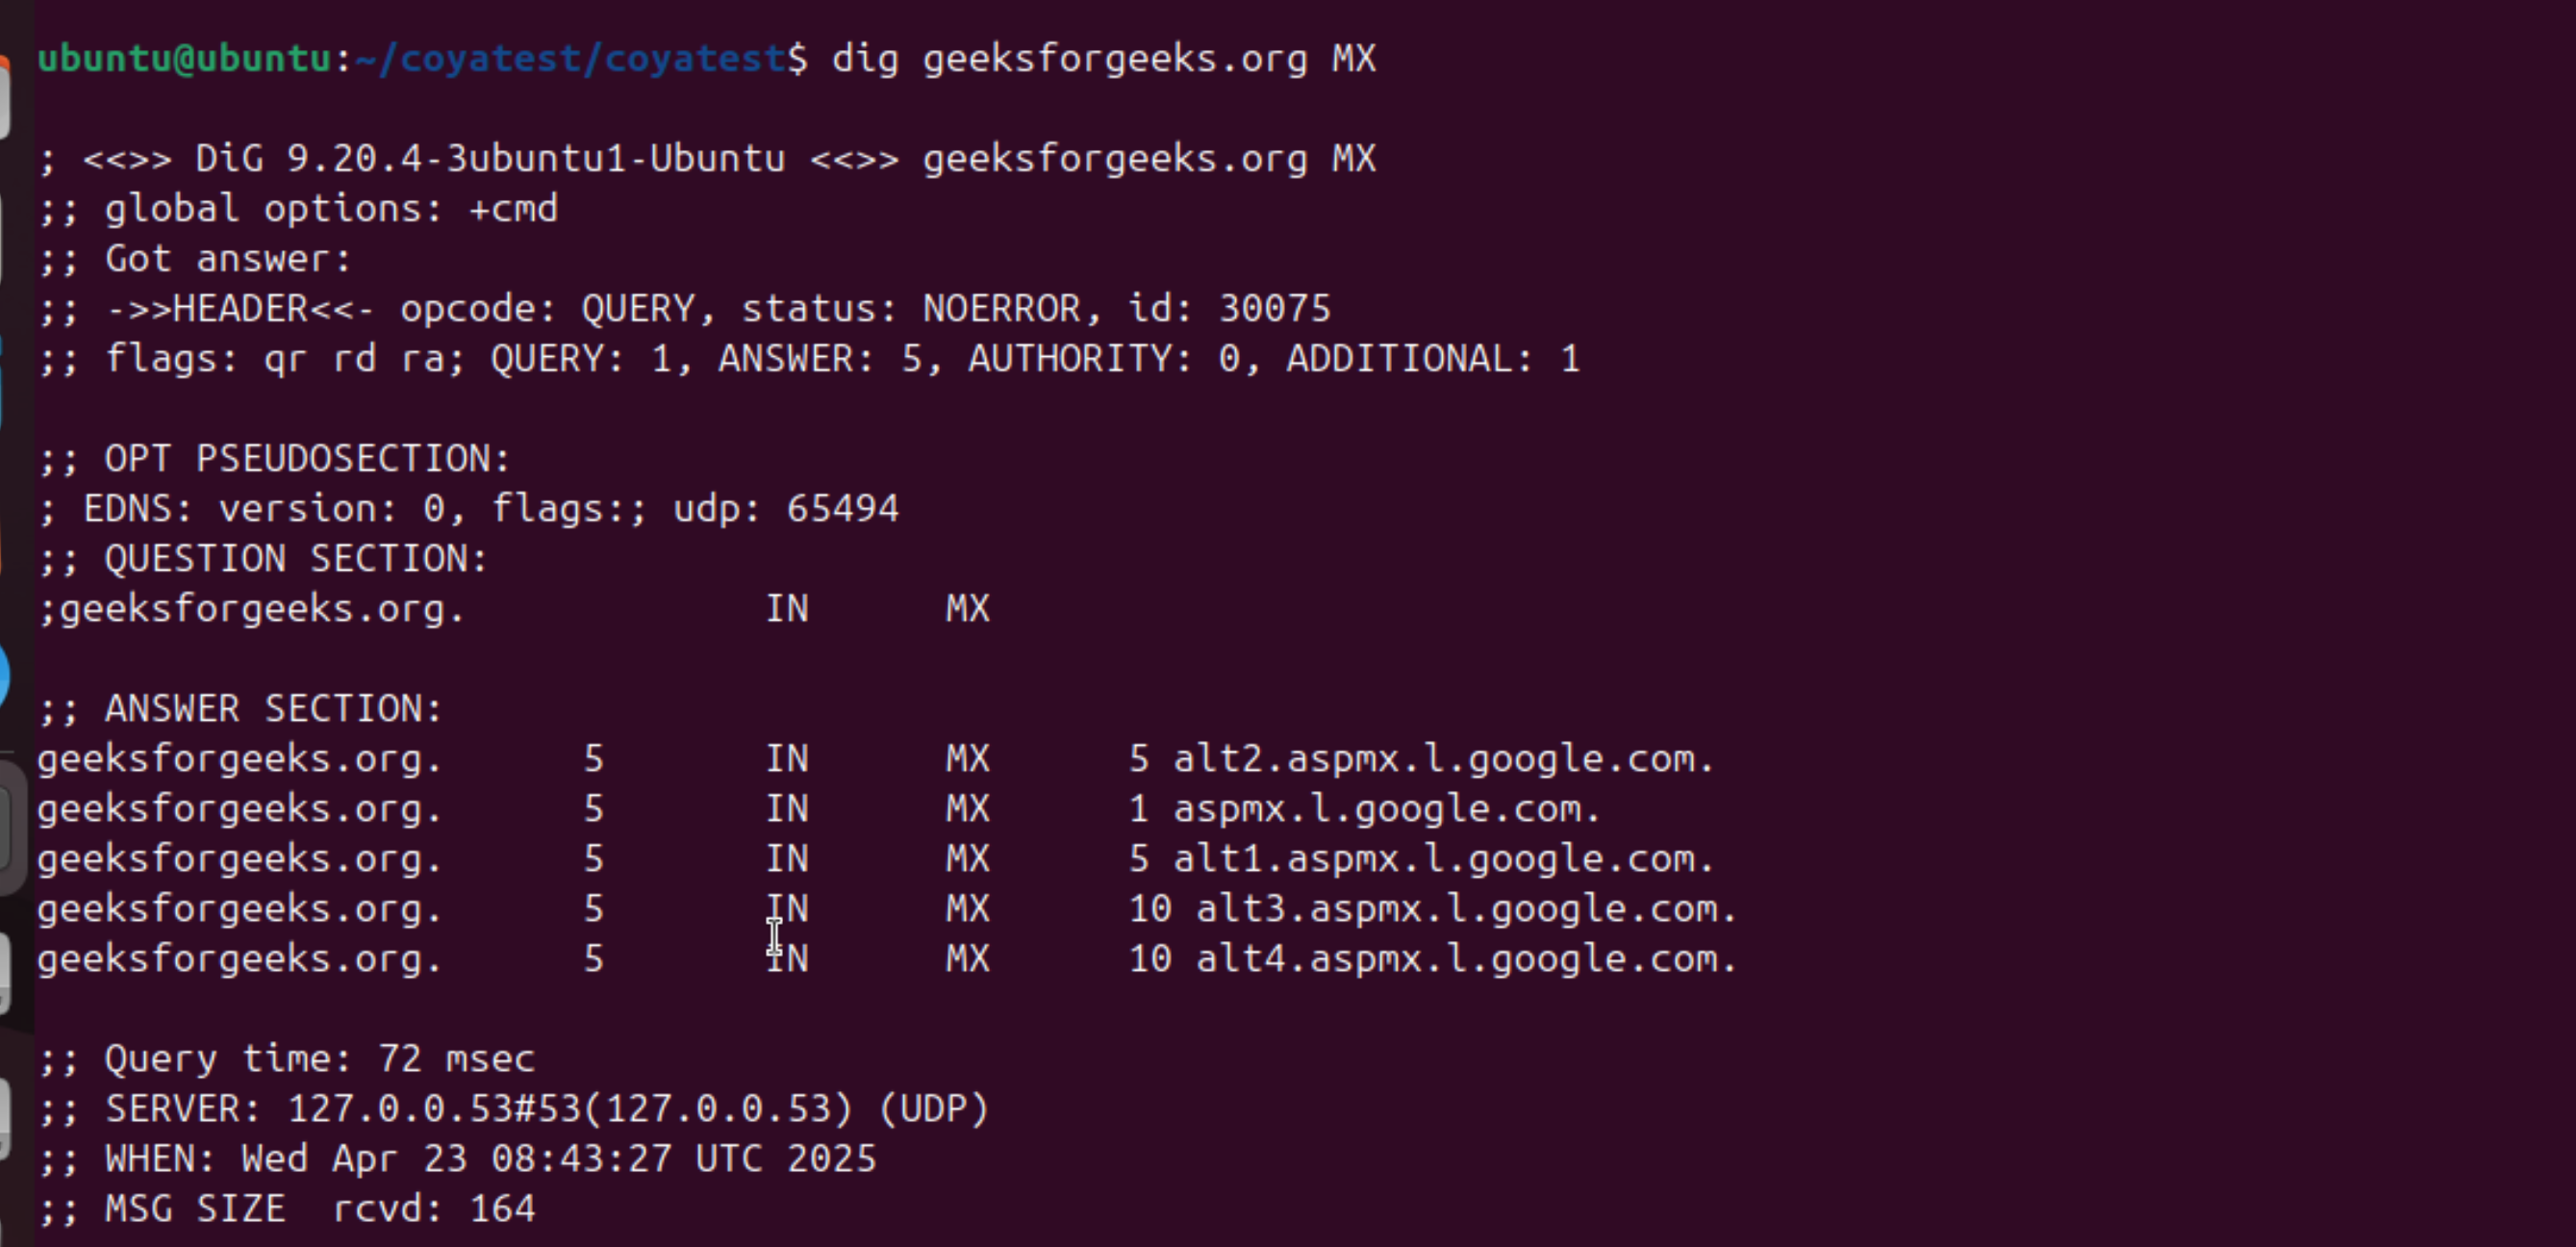 ubuntu@ubuntu:~/coyatest/coyatest$ dig geeksforgeeks.org MX

; <<>> DiG 9.20.4-3ubuntu1-Ubuntu <<>> geeksforgeeks.org MX
;; global options: +cmd
;; Got answer:
;; ->>HEADER<<- opcode: QUERY, status: NOERROR, id: 30075
;; flags: qr rd ra; QUERY: 1, ANSWER: 5, AUTHORITY: 0, ADDITIONAL: 1

;; OPT PSEUDOSECTION:
; EDNS: version: 0, flags:; udp: 65494
;; QUESTION SECTION:
;geeksforgeeks.org.		IN	MX

;; ANSWER SECTION:
geeksforgeeks.org.	5	IN	MX	5 alt2.aspmx.l.google.com.
geeksforgeeks.org.	5	IN	MX	1 aspmx.l.google.com.
geeksforgeeks.org.	5	IN	MX	5 alt1.aspmx.l.google.com.
geeksforgeeks.org.	5	IN	MX	10 alt3.aspmx.l.google.com.
geeksforgeeks.org.	5	IN	MX	10 alt4.aspmx.l.google.com.

;; Query time: 72 msec
;; SERVER: 127.0.0.53#53(127.0.0.53) (UDP)
;; WHEN: Wed Apr 23 08:43:27 UTC 2025
;; MSG SIZE  rcvd: 164